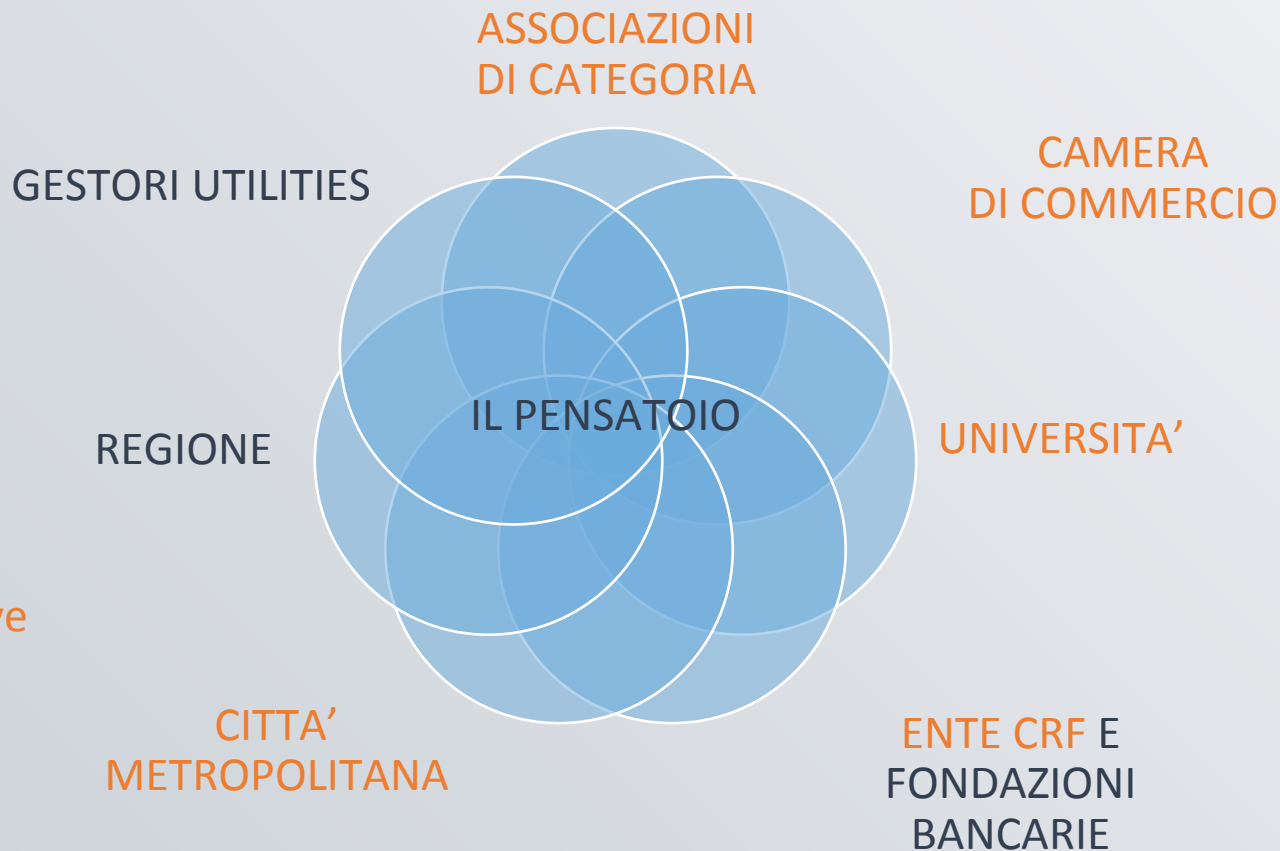 ASSOCIAZIONI
DI CATEGORIA
CAMERA
DI COMMERCIO
GESTORI UTILITIES
IL PENSATOIO
UNIVERSITA’
REGIONE
CITTA’
METROPOLITANA
ENTE CRF E
FONDAZIONI
BANCARIE